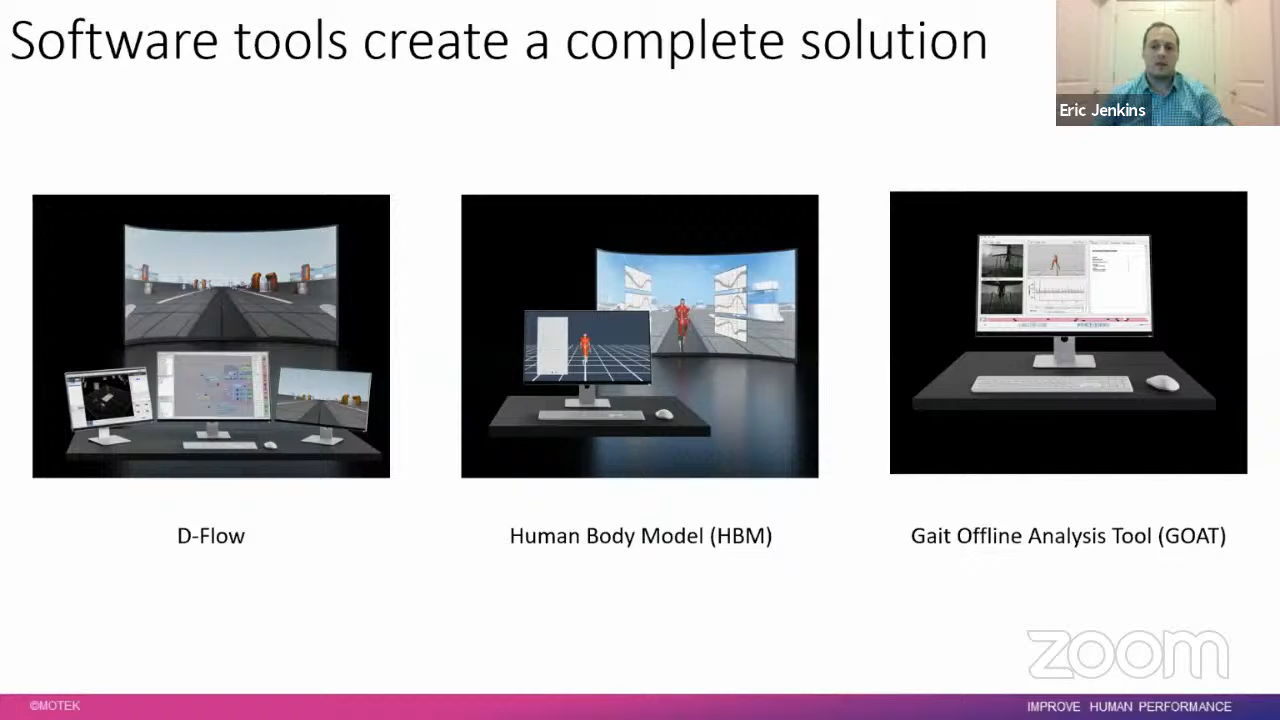 Software tools create a complete solution
Eric Jenkins
D-Flow
Human Body Model (HBM)
Gait Offline Analysis Tool (GOAT)
zoom
©MOTEK
IMPROVE HUMAN PERFORMANCE